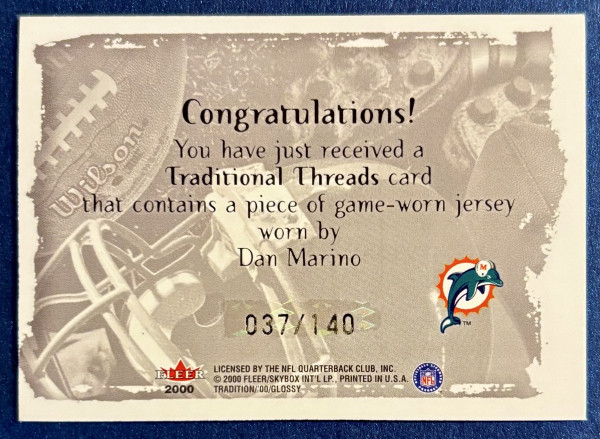 Wilson
Congratulations!
You have just received a
Traditional Threads card
that contains a piece of game-worn jersey
worn by
Dan Marino
M
TM
037/140
FLEER
2000
LICENSED BY THE NFL QUARTERBACK CLUB, INC.
© 2000 FLEER/SKYBOX INT'L LP., PRINTED IN U.S.A.
TRADITION/'00/GLOSSY
NFL